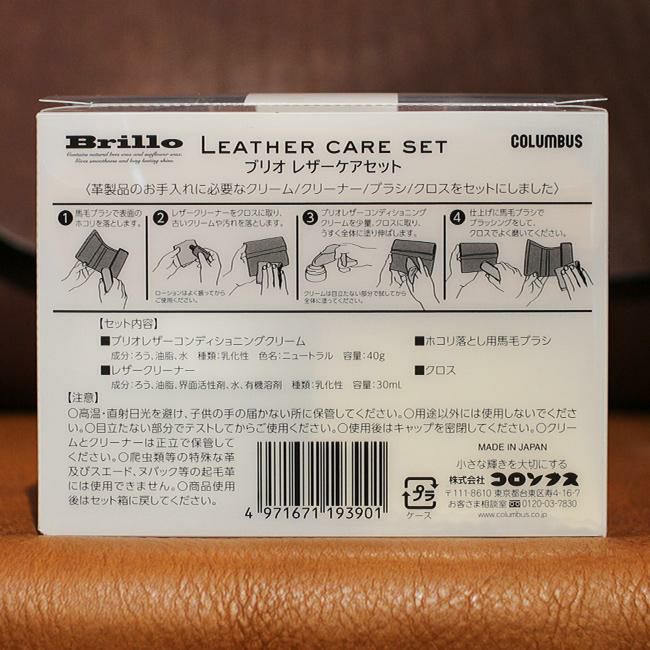 Brillo
Contains natural bees wax and sunflower wax.
Gives smoothness and long lasting shine.
LEATHER CARE SET
ブリオ レザーケアセット
COLUMBUS
〈革製品のお手入れに必要なクリーム/クリーナー/ブラシ/クロスをセットにしました〉
1 馬毛ブラシで表面の
ホコリを落とします。
2 レザークリーナーをクロスに取り、
古いクリームや汚れを落とします。
ローションはよく振ってから
ご使用ください。
3 ブリオレザーコンディショニング
クリームを少量、クロスに取り、
うすく全体に塗り伸ばします。
クリームは目立たない部分で試してから
全体に塗ってください。
4 仕上げに馬毛ブラシで
ブラッシングをして、
クロスでよく磨いてください。
【セット内容】
■ブリオレザーコンディショニングクリーム
成分:ろう、油脂、水 種類:乳化性 色名:ニュートラル 容量:40g
■レザークリーナー
成分:ろう、油脂、界面活性剤、水、有機溶剤 種類:乳化性 容量:30mL
■ホコリ落とし用馬毛ブラシ
■クロス
【注意】
○高温・直射日光を避け、子供の手の届かない所に保管してください。○用途以外には使用しないでくださ
い。○目立たない部分でテストしてからご使用ください。○使用後はキャップを密閉してください。○クリー
ムとクリーナーは正立で保管して
ください。○爬虫類等の特殊な革
及びスエード、ヌバック等の起毛革
には使用できません。○商品使用
後はセット箱に戻してください。
4 971671 193901
プラ
ケース
MADE IN JAPAN
小さな輝きを大切にする
株式会社 コロンブス
〒111-8610 東京都台東区寿4-16-7
お客さま相談室 0120-03-7830
www.columbus.co.jp